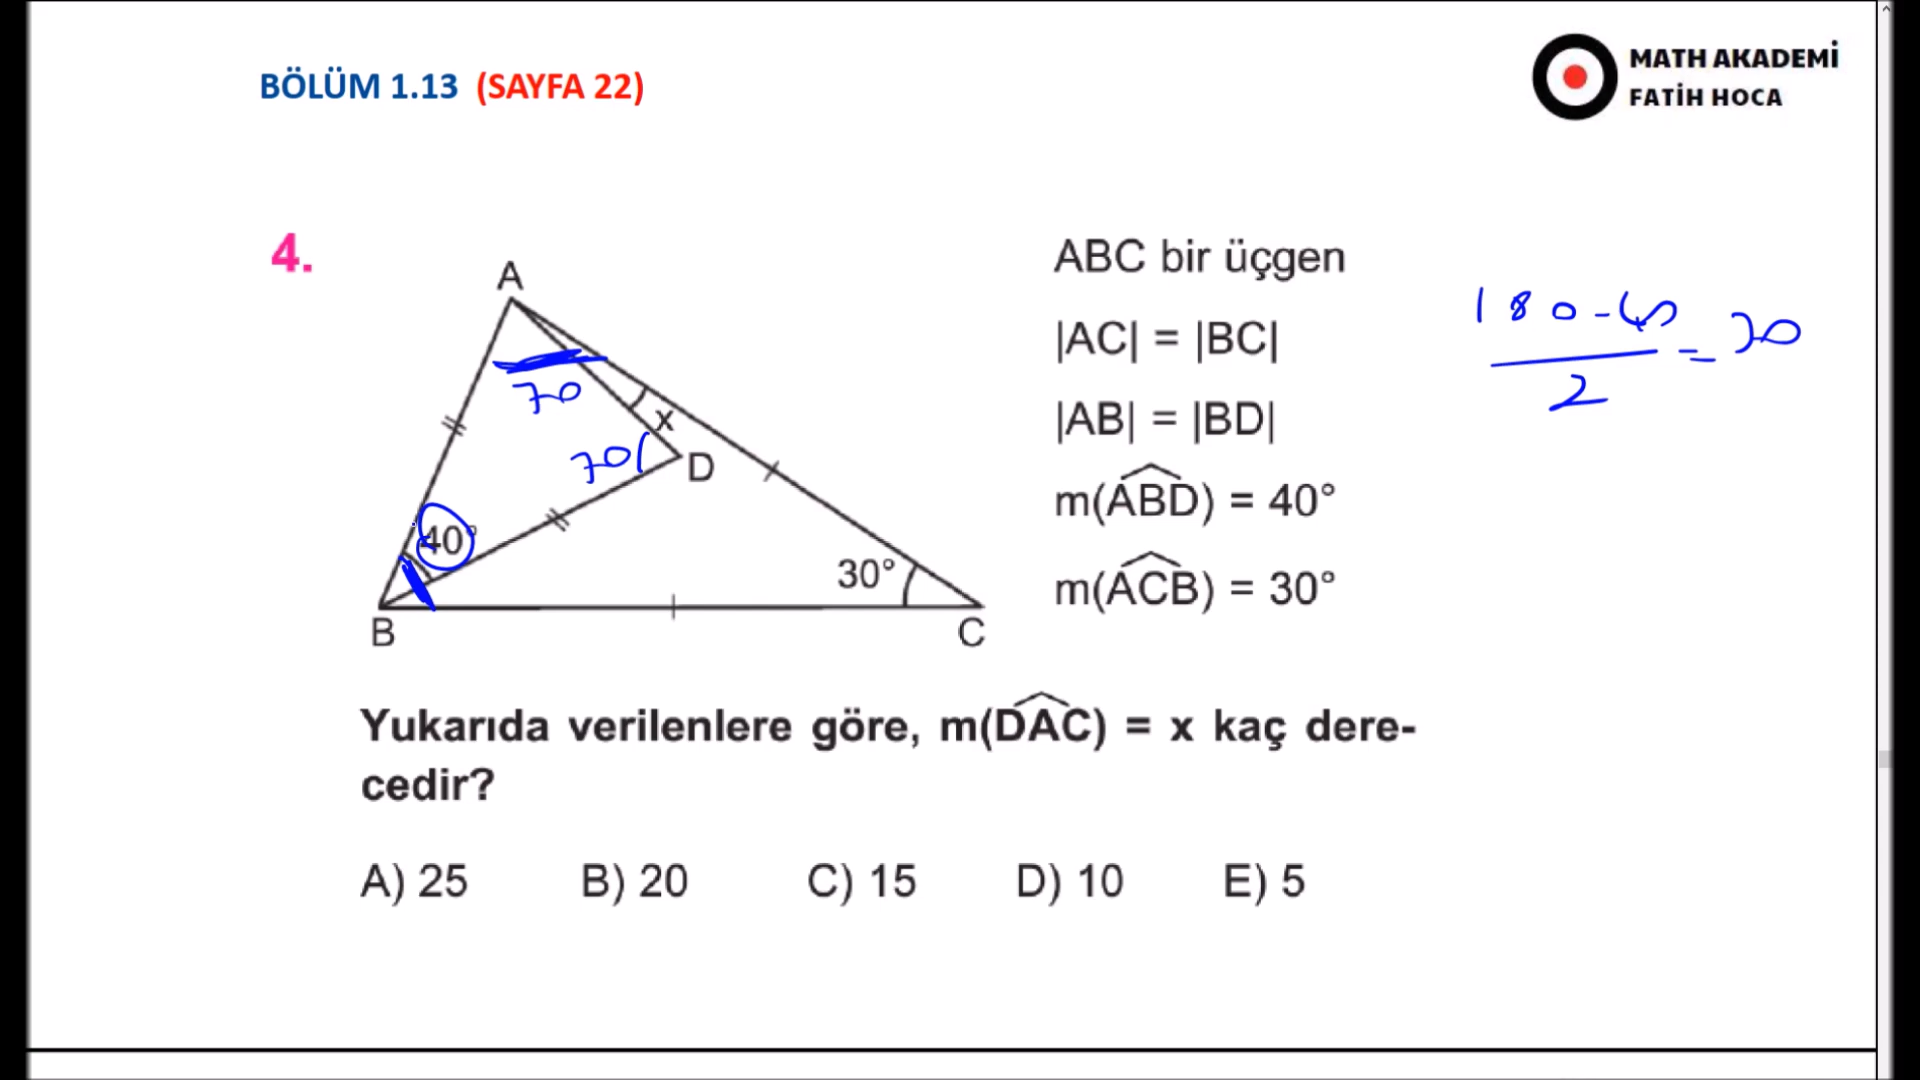 BÖLÜM 1.13 (SAYFA 22)
MATH AKADEMİ
FATİH HOCA
4.
A
70
x
70
D
40°
30°
B
C
ABC bir üçgen
|AC| = |BC|
|AB| = |BD|
m(ABD) = 40°
m(ACB) = 30°
180-40
2
= 70
Yukarıda verilenlere göre, m(DAC) = x kaç dere-
cedir?
A) 25 B) 20 C) 15 D) 10 E) 5